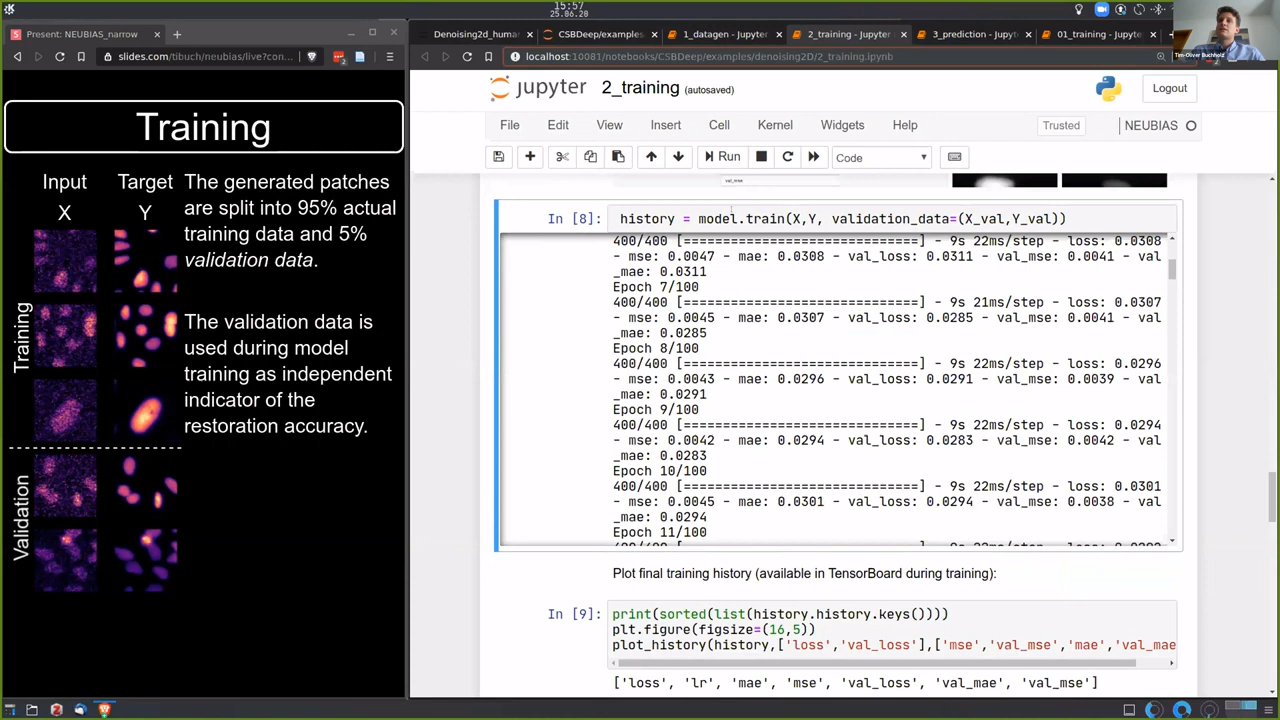 15:57
25.06.20
Present: NEUBIAS_narrow
slides.com/tibuch/neubias/live?con...
Training
Input
Target
X
Y
The generated patches
are split into 95% actual
training data and 5%
validation data.
The validation data is
used during model
training as independent
indicator of the
restoration accuracy.
Training
Validation
Denoising2d_human
CSBDeep/examples
1_datagen - Jupyter
2_training - Jupyter
3_prediction - Jupyter
01_training - Jupyter
Tim-Oliver Buchholz
localhost:10081/notebooks/CSBDeep/examples/denoising2D/2_training.ipynb
jupyter
2_training (autosaved)
Logout
File Edit View Insert Cell Kernel Widgets Help
Trusted
NEUBIAS
Run
Code
val_mse
In [8]: history = model.train(X,Y, validation_data=(X_val,Y_val))
400/400 [==============================] - 9s 22ms/step - loss: 0.0308
- mse: 0.0047 - mae: 0.0308 - val_loss: 0.0311 - val_mse: 0.0041 - val
_mae: 0.0311
Epoch 7/100
400/400 [==============================] - 9s 21ms/step - loss: 0.0307
- mse: 0.0045 - mae: 0.0307 - val_loss: 0.0285 - val_mse: 0.0041 - val
_mae: 0.0285
Epoch 8/100
400/400 [==============================] - 9s 22ms/step - loss: 0.0296
- mse: 0.0043 - mae: 0.0296 - val_loss: 0.0291 - val_mse: 0.0039 - val
_mae: 0.0291
Epoch 9/100
400/400 [==============================] - 9s 22ms/step - loss: 0.0294
- mse: 0.0042 - mae: 0.0294 - val_loss: 0.0283 - val_mse: 0.0042 - val
_mae: 0.0283
Epoch 10/100
400/400 [==============================] - 9s 22ms/step - loss: 0.0301
- mse: 0.0045 - mae: 0.0301 - val_loss: 0.0294 - val_mse: 0.0038 - val
_mae: 0.0294
Epoch 11/100
Plot final training history (available in TensorBoard during training):
In [9]: print(sorted(list(history.history.keys())))
plt.figure(figsize=(16,5))
plot_history(history,['loss','val_loss'],['mse','val_mse','mae','val_mae
['loss', 'lr', 'mae', 'mse', 'val_loss', 'val_mae', 'val_mse']